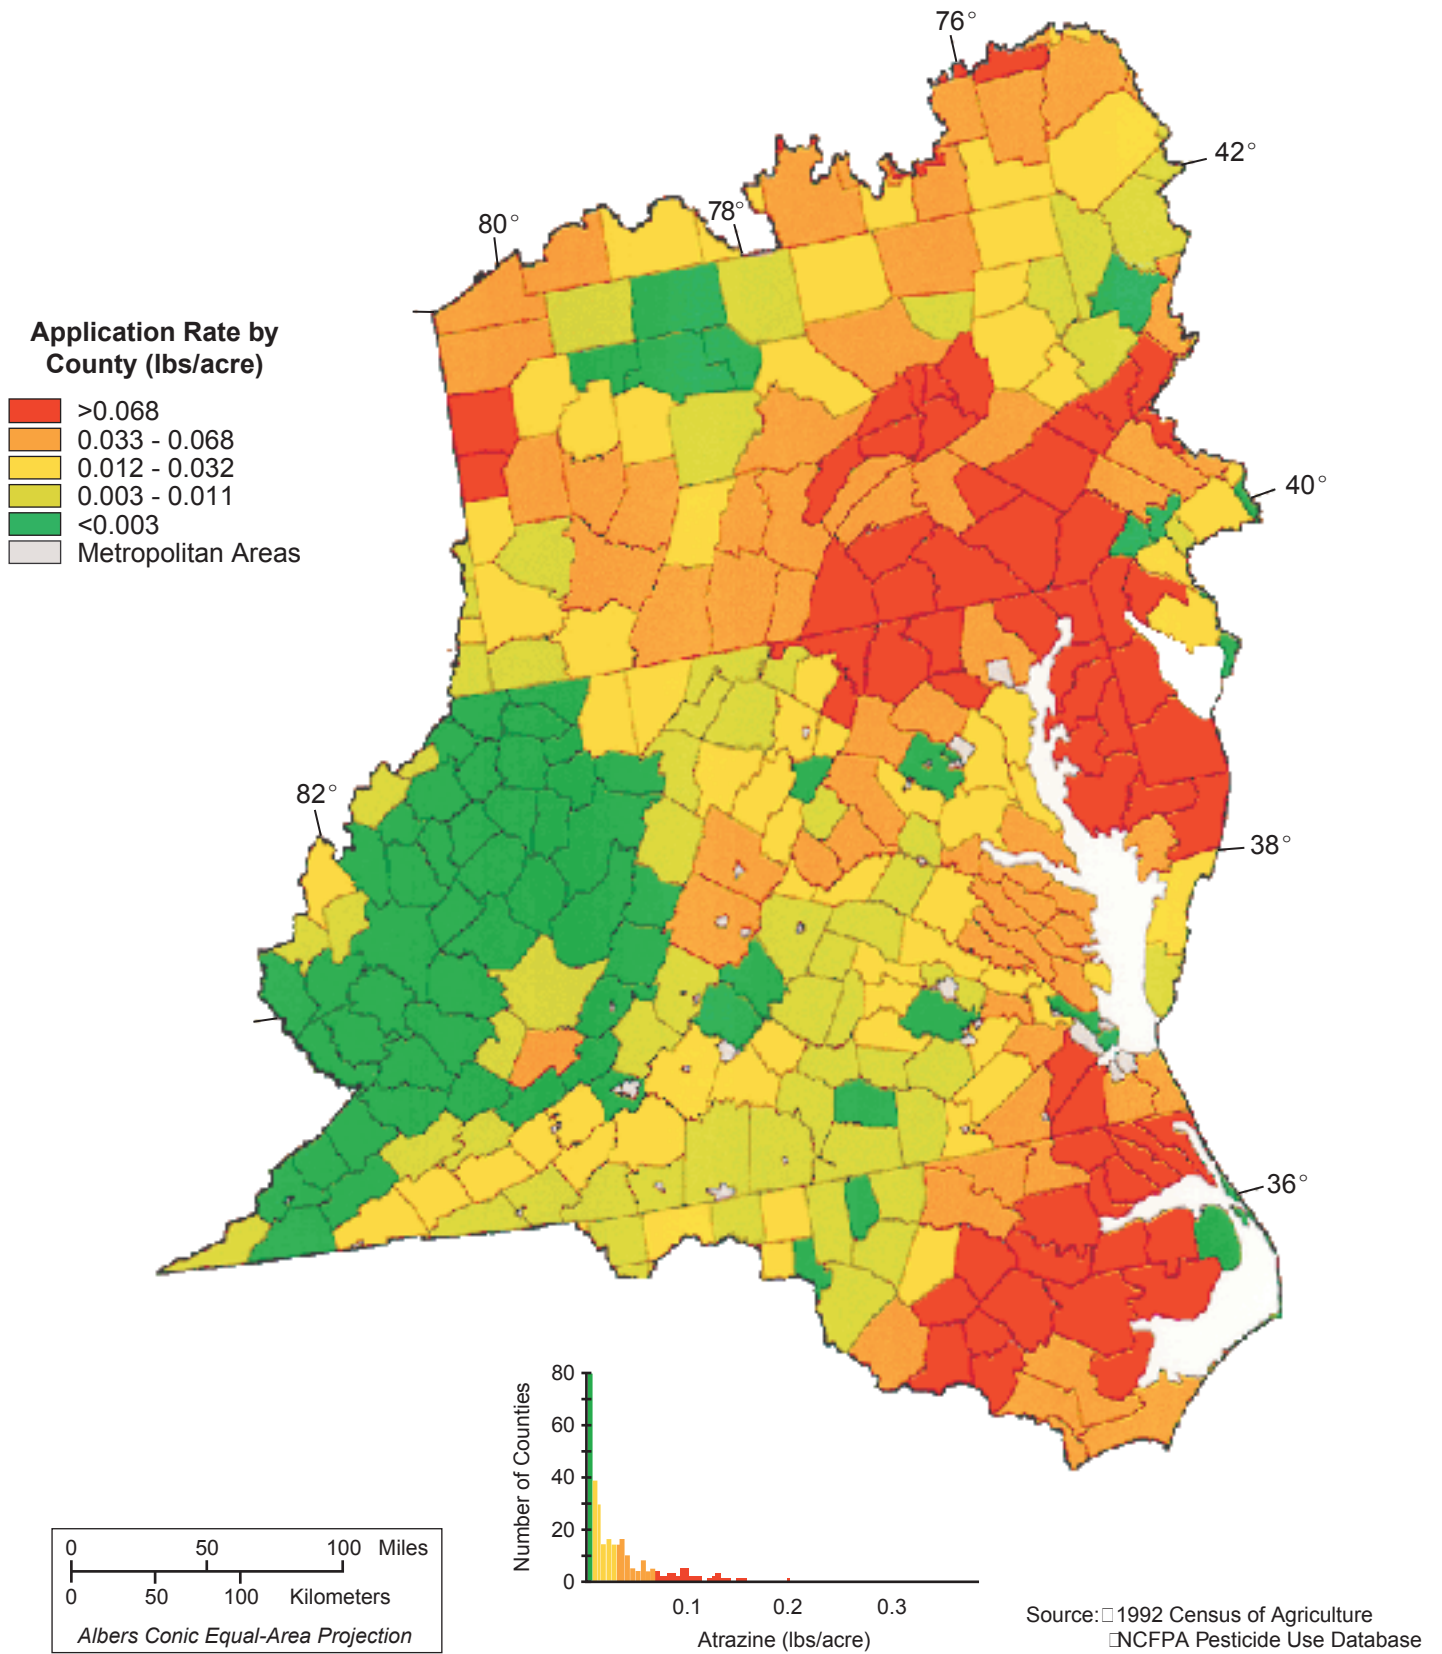 76°
42°
78°
80°
Application Rate by
County (lbs/acre)
>0.068
0.033 - 0.068
0.012 - 0.032
0.003 - 0.011
<0.003
Metropolitan Areas
40°
82°
38°
36°
80
60
40
20
0
Number of Counties
0.1 0.2 0.3
Atrazine (lbs/acre)
0 50 100 Miles
0 50 100 Kilometers
Albers Conic Equal-Area Projection
Source: 1992 Census of Agriculture
NCFPA Pesticide Use Database